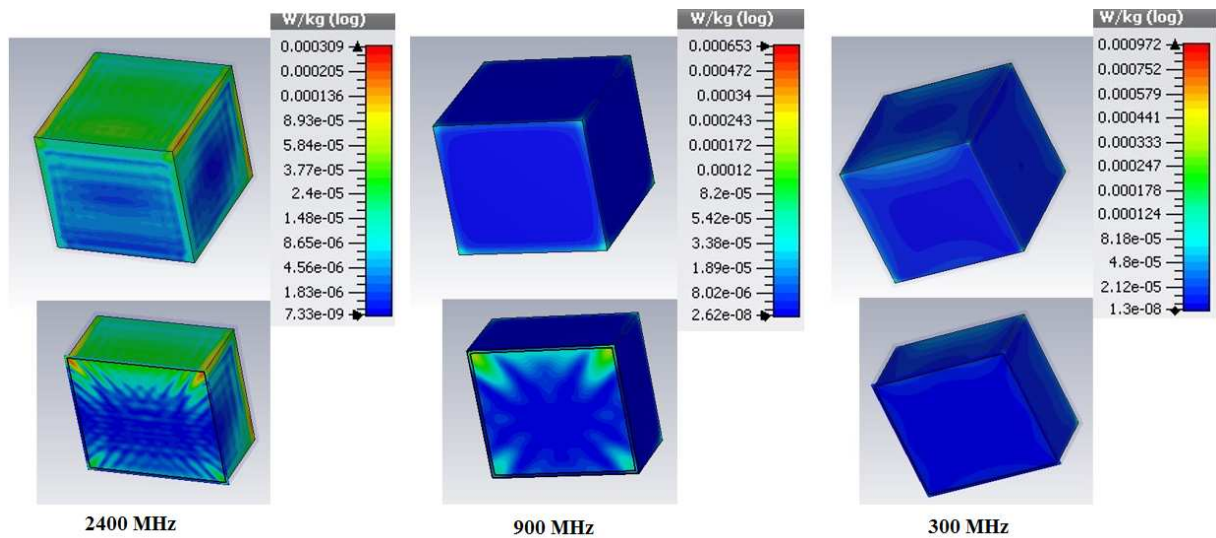 W/kg (log)
0.000309
0.000205
0.000136
8.93e-05
5.84e-05
3.77e-05
2.4e-05
1.48e-05
8.65e-06
4.56e-06
1.83e-06
7.33e-09
2400 MHz
W/kg (log)
0.000653
0.000472
0.00034
0.000243
0.000172
0.00012
8.2e-05
5.42e-05
3.38e-05
1.89e-05
8.02e-06
2.62e-08
900 MHz
W/kg (log)
0.000972
0.000752
0.000579
0.000441
0.000333
0.000247
0.000178
0.000124
8.18e-05
4.8e-05
2.12e-05
1.3e-08
300 MHz